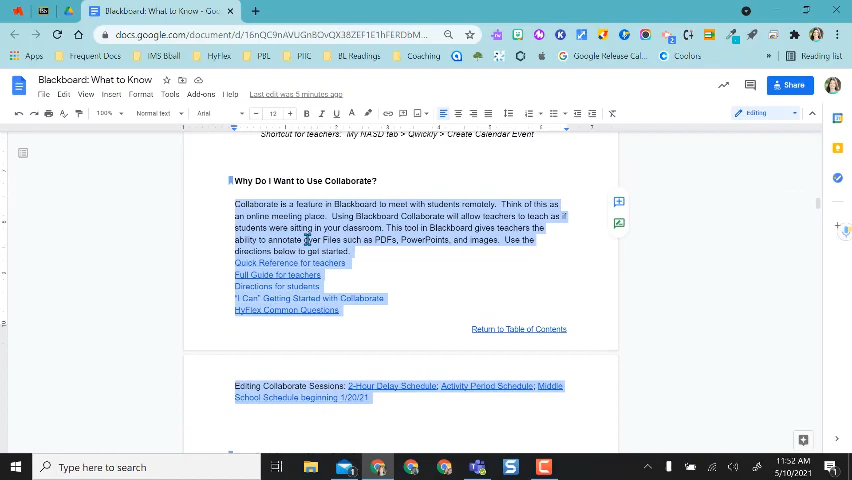 Blackboard: What to Know - Goo
docs.google.com/document/d/16nQC9nAVUGnBOvQX38ZEF1E1hFERDbM...
Apps
Frequent Docs
IMS Bball
HyFlex
PBL
PIIC
BL Readings
Coaching
Google Release Cal...
Coolors
Reading list
Blackboard: What to Know
File Edit View Insert Format Tools Add-ons Help Last edit was 5 minutes ago
Share
100% Normal text Arial 12 Editing
Shortcut for teachers: My NASD tab > Qwickly > Create Calendar Event
Why Do I Want to Use Collaborate?
Collaborate is a feature in Blackboard to meet with students remotely. Think of this as
an online meeting place. Using Blackboard Collaborate will allow teachers to teach as if
students were sitting in your classroom. This tool in Blackboard gives teachers the
ability to annotate over Files such as PDFs, PowerPoints, and images. Use the
directions below to get started.
Quick Reference for teachers
Full Guide for teachers
Directions for students
"I Can" Getting Started with Collaborate
HyFlex Common Questions
Return to Table of Contents
Editing Collaborate Sessions: 2-Hour Delay Schedule; Activity Period Schedule; Middle
School Schedule beginning 1/20/21
Type here to search
11:52 AM
5/10/2021